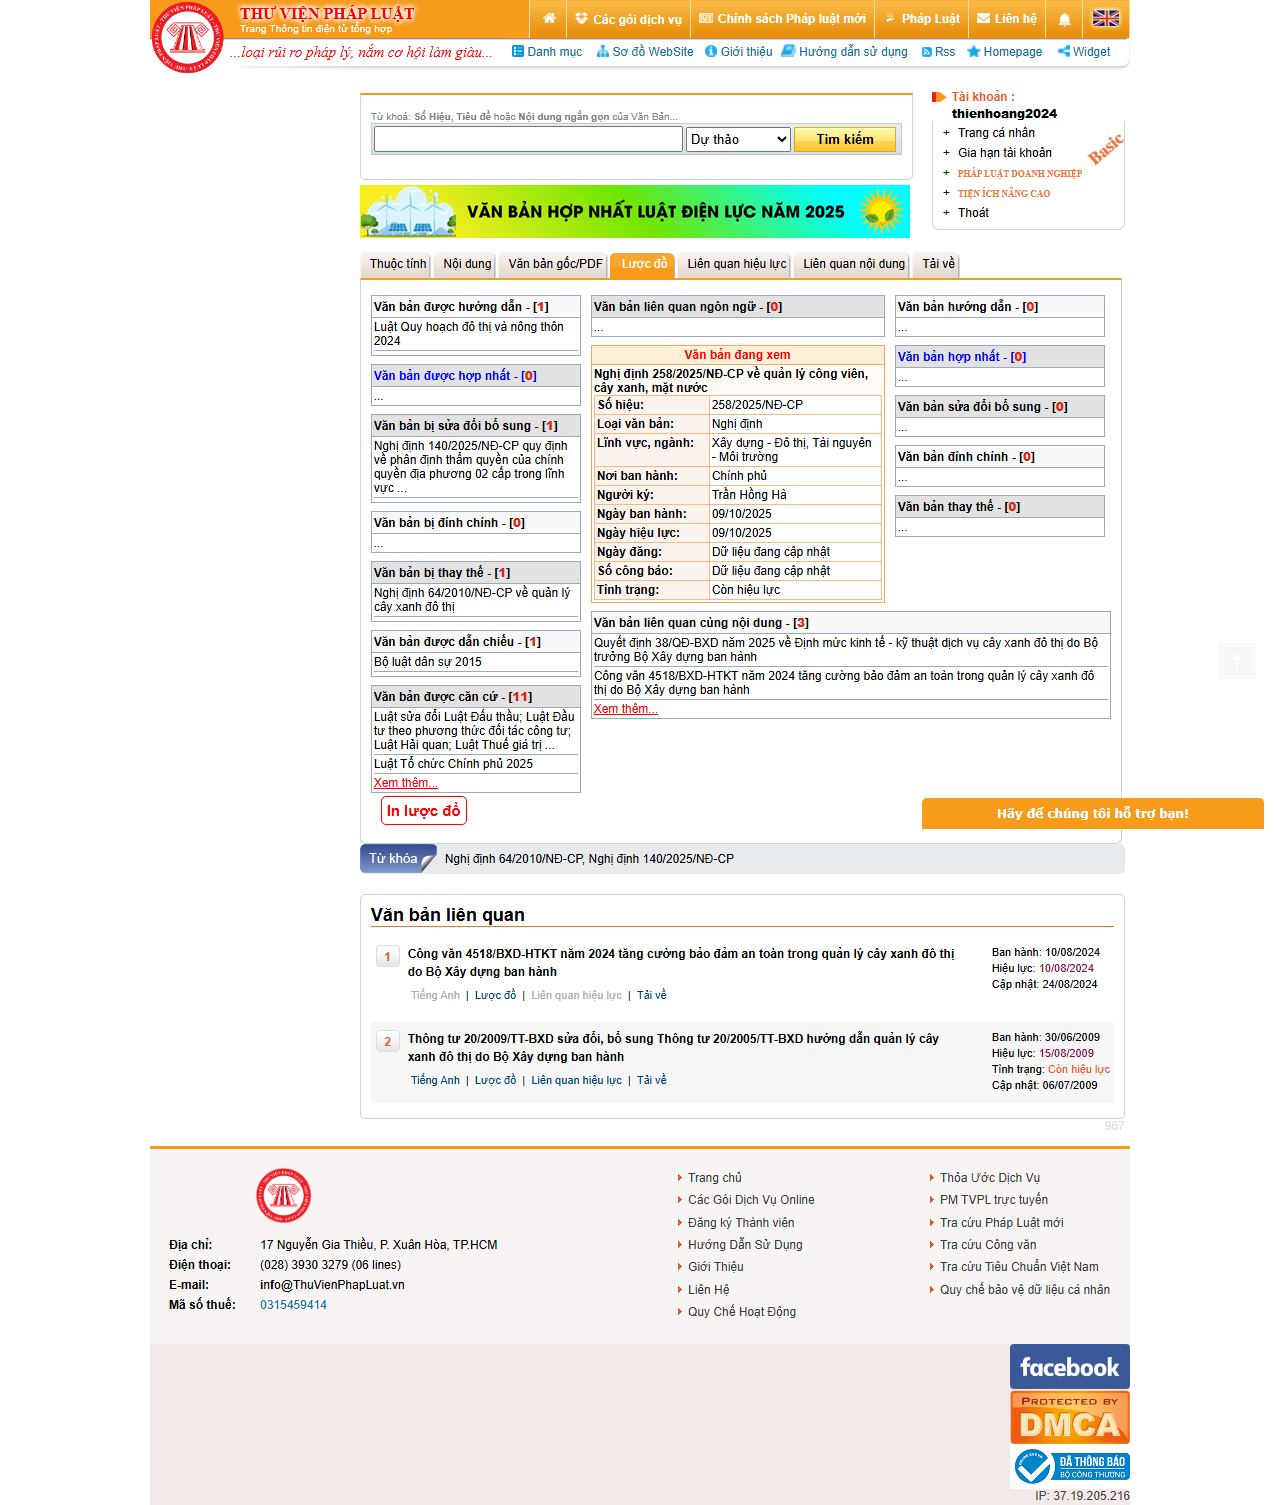 THƯ VIỆN PHÁP LUẬT
Trang Thông tin điện tử tổng hợp
Các gói dịch vụ
Chính sách Pháp luật mới
Pháp Luật
Liên hệ
...loại rủi ro pháp lý, nắm cơ hội làm giàu...
Danh mục
Sơ đồ WebSite
Giới thiệu
Hướng dẫn sử dụng
Rss
Homepage
Widget
Từ khoá: Số Hiệu, Tiêu đề hoặc Nội dung ngắn gọn của Văn Bản...
Dự thảo
Tìm kiếm
Tài khoản :
thienhoang2024
+ Trang cá nhân
+ Gia hạn tài khoản
+ PHÁP LUẬT DOANH NGHIỆP
+ TIỆN ÍCH NÂNG CAO
+ Thoát
Basic
VĂN BẢN HỢP NHẤT LUẬT ĐIỆN LỰC NĂM 2025
Thuộc tính
Nội dung
Văn bản gốc/PDF
Lược đồ
Liên quan hiệu lực
Liên quan nội dung
Tải về
Văn bản được hướng dẫn - [1]
Luật Quy hoạch đô thị và nông thôn
2024
Văn bản được hợp nhất - [0]
...
Văn bản bị sửa đổi bổ sung - [1]
Nghị định 140/2025/NĐ-CP quy định
về phân định thẩm quyền của chính
quyền địa phương 02 cấp trong lĩnh
vực ...
Văn bản bị đính chính - [0]
...
Văn bản bị thay thế - [1]
Nghị định 64/2010/NĐ-CP về quản lý
cây xanh đô thị
Văn bản được dẫn chiếu - [1]
Bộ luật dân sự 2015
Văn bản được căn cứ - [11]
Luật sửa đổi Luật Đấu thầu; Luật Đầu
tư theo phương thức đối tác công tư;
Luật Hải quan; Luật Thuế giá trị ...
Luật Tổ chức Chính phủ 2025
Xem thêm...
In lược đồ
Văn bản liên quan ngôn ngữ - [0]
...
Văn bản đang xem
Nghị định 258/2025/NĐ-CP về quản lý công viên,
cây xanh, mặt nước
Số hiệu: 258/2025/NĐ-CP
Loại văn bản: Nghị định
Lĩnh vực, ngành: Xây dựng - Đô thị, Tài nguyên
- Môi trường
Nơi ban hành: Chính phủ
Người ký: Trần Hồng Hà
Ngày ban hành: 09/10/2025
Ngày hiệu lực: 09/10/2025
Ngày đăng: Dữ liệu đang cập nhật
Số công báo: Dữ liệu đang cập nhật
Tình trạng: Còn hiệu lực
Văn bản hướng dẫn - [0]
...
Văn bản hợp nhất - [0]
...
Văn bản sửa đổi bổ sung - [0]
...
Văn bản đính chính - [0]
...
Văn bản thay thế - [0]
...
Văn bản liên quan cùng nội dung - [3]
Quyết định 38/QĐ-BXD năm 2025 về Định mức kinh tế - kỹ thuật dịch vụ cây xanh đô thị do Bộ
trưởng Bộ Xây dựng ban hành
Công văn 4518/BXD-HTKT năm 2024 tăng cường bảo đảm an toàn trong quản lý cây xanh đô
thị do Bộ Xây dựng ban hành
Xem thêm...
Hãy để chúng tôi hỗ trợ bạn!
Từ khóa
Nghị định 64/2010/NĐ-CP, Nghị định 140/2025/NĐ-CP
Văn bản liên quan
1
Công văn 4518/BXD-HTKT năm 2024 tăng cường bảo đảm an toàn trong quản lý cây xanh đô thị
do Bộ Xây dựng ban hành
Tiếng Anh | Lược đồ | Liên quan hiệu lực | Tải về
Ban hành: 10/08/2024
Hiệu lực: 10/08/2024
Cập nhật: 24/08/2024
2
Thông tư 20/2009/TT-BXD sửa đổi, bổ sung Thông tư 20/2005/TT-BXD hướng dẫn quản lý cây
xanh đô thị do Bộ Xây dựng ban hành
Tiếng Anh | Lược đồ | Liên quan hiệu lực | Tải về
Ban hành: 30/06/2009
Hiệu lực: 15/08/2009
Tình trạng: Còn hiệu lực
Cập nhật: 06/07/2009
967
Địa chỉ: 17 Nguyễn Gia Thiều, P. Xuân Hòa, TP.HCM
Điện thoại: (028) 3930 3279 (06 lines)
E-mail: info@ThuVienPhapLuat.vn
Mã số thuế: 0315459414
Trang chủ
Các Gói Dịch Vụ Online
Đăng ký Thành viên
Hướng Dẫn Sử Dụng
Giới Thiệu
Liên Hệ
Quy Chế Hoạt Động
Thỏa Ước Dịch Vụ
PM TVPL trực tuyến
Tra cứu Pháp Luật mới
Tra cứu Công văn
Tra cứu Tiêu Chuẩn Việt Nam
Quy chế bảo vệ dữ liệu cá nhân
facebook
PROTECTED BY
DMCA
ĐÃ THÔNG BÁO
BỘ CÔNG THƯƠNG
IP: 37.19.205.216